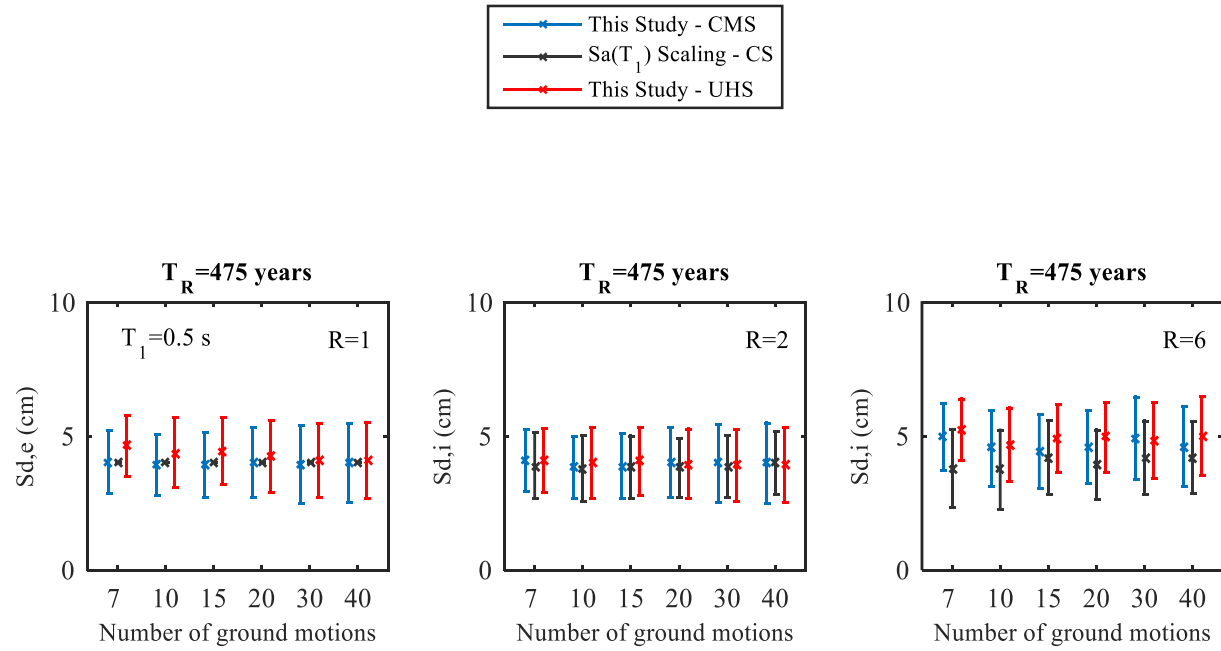 This Study - CMS
Sa(T1) Scaling - CS
This Study - UHS
TR=475 years
10
5
0
T1=0.5 s
R=1
Sd,e (cm)
7 10 15 20 30 40
Number of ground motions
TR=475 years
10
5
0
R=2
Sd,i (cm)
7 10 15 20 30 40
Number of ground motions
TR=475 years
10
5
0
R=6
Sd,i (cm)
7 10 15 20 30 40
Number of ground motions